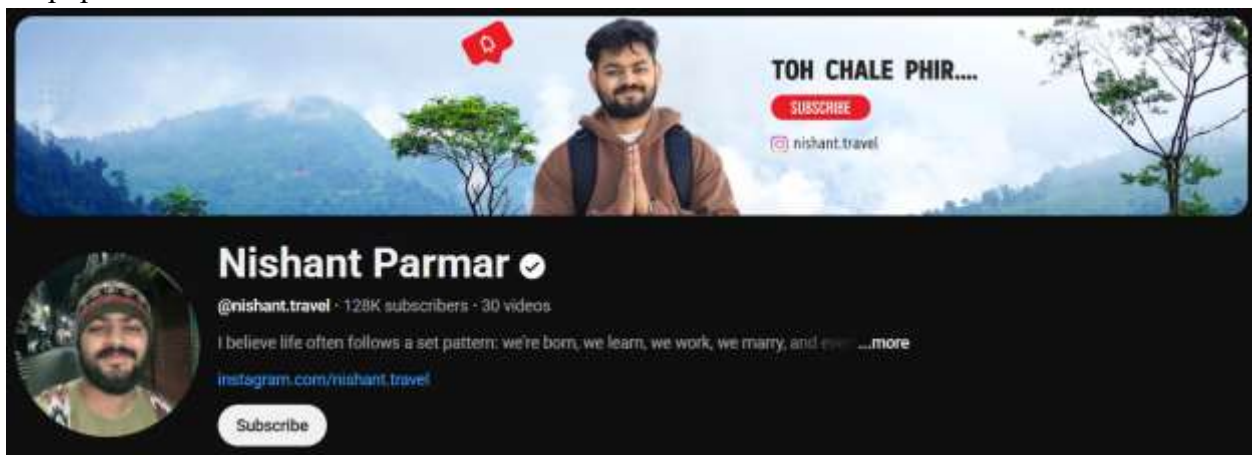 TOH CHALE PHIR....
SUBSCRIBE
nishant.travel
Nishant Parmar
@nishant.travel · 128K subscribers · 30 videos
I believe life often follows a set pattern: we're born, we learn, we work, we marry, and ...more
instagram.com/nishant.travel
Subscribe